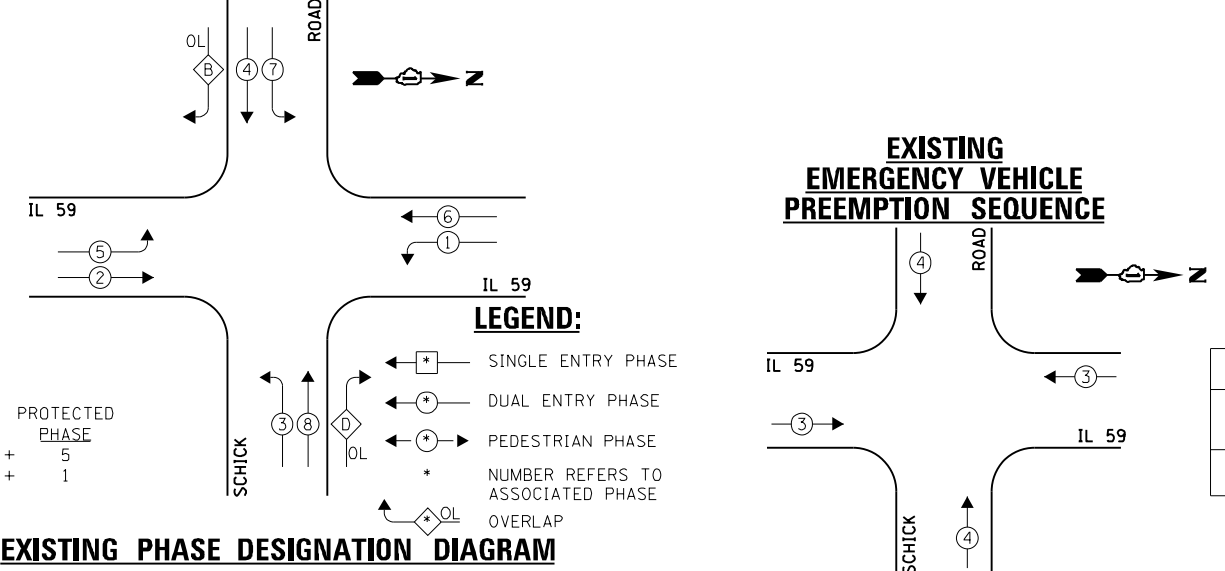 ROAD
OL
B
4
7
N
IL 59
6
1
5
2
IL 59
3
8
D
OL
SCHICK
PROTECTED
PHASE
+ 5
+ 1
LEGEND:
* SINGLE ENTRY PHASE
* DUAL ENTRY PHASE
* PEDESTRIAN PHASE
* NUMBER REFERS TO
ASSOCIATED PHASE
* OL OVERLAP
EXISTING PHASE DESIGNATION DIAGRAM
EXISTING
EMERGENCY VEHICLE
PREEMPTION SEQUENCE
4
ROAD
N
IL 59
3
3
IL 59
4
SCHICK